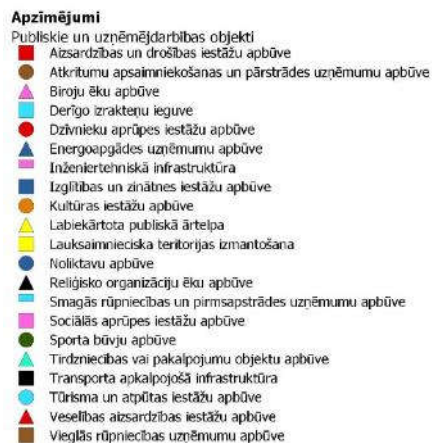 Apzīmējumi
Publiskie un uzņēmējdarbības objekti
Aizsardzības un drošības iestāžu apbūve
Atkritumu apsaimniekošanas un pārstrādes uzņēmumu apbūve
Biroju ēku apbūve
Derīgo izrakteņu ieguve
Dzīvnieku aprūpes iestāžu apbūve
Energoapgādes uzņēmumu apbūve
Inženiertehniskā infrastruktūra
Izglītības un zinātnes iestāžu apbūve
Kultūras iestāžu apbūve
Labiekārtota publiskā ārtelpa
Lauksaimnieciska teritorijas izmantošana
Noliktavu apbūve
Reliģisko organizāciju ēku apbūve
Smagās rūpniecības un pirmsapstrādes uzņēmumu apbūve
Sociālās aprūpes iestāžu apbūve
Sporta būvju apbūve
Tirdzniecības vai pakalpojumu objektu apbūve
Transporta apkalpojošā infrastruktūra
Tūrisma un atpūtas iestāžu apbūve
Veselības aizsardzības iestāžu apbūve
Vieglās rūpniecības uzņēmumu apbūve